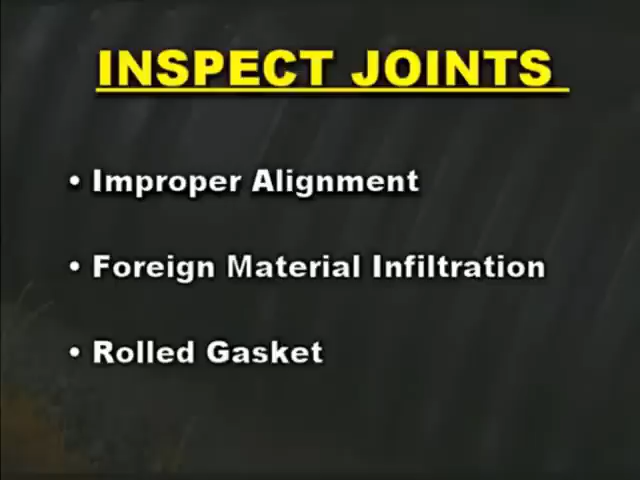 INSPECT JOINTS
• Improper Alignment
• Foreign Material Infiltration
• Rolled Gasket